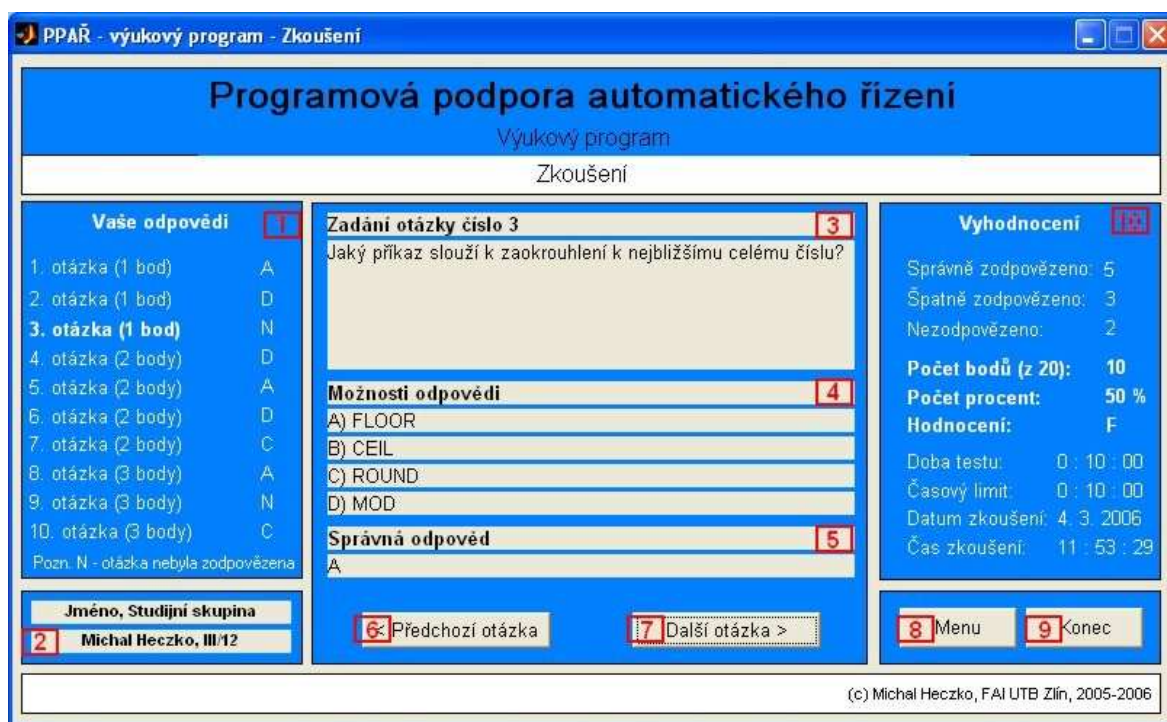 PPAŘ - výukový program - Zkoušení
Programová podpora automatického řízení
Výukový program
Zkoušení
Vaše odpovědi 1
1. otázka (1 bod) A
2. otázka (1 bod) D
3. otázka (1 bod) N
4. otázka (2 body) D
5. otázka (2 body) A
6. otázka (2 body) D
7. otázka (2 body) C
8. otázka (3 body) A
9. otázka (3 body) N
10. otázka (3 body) C
Pozn. N - otázka nebyla zodpovězena
Jméno, Studijní skupina
2 Michal Heczko, III/12
Zadání otázky číslo 3 3
Jaký příkaz slouží k zaokrouhlení k nejbližšímu celému číslu?
Možnosti odpovědi 4
A) FLOOR
B) CEIL
C) ROUND
D) MOD
Správná odpověd 5
A
6 < Předchozí otázka
7 Další otázka >
Vyhodnocení 10
Správně zodpovězeno: 5
Špatně zodpovězeno: 3
Nezodpovězeno: 2
Počet bodů (z 20): 10
Počet procent: 50 %
Hodnocení: F
Doba testu: 0 : 10 : 00
Časový limit: 0 : 10 : 00
Datum zkoušení: 4. 3. 2006
Čas zkoušení: 11 : 53 : 29
8 Menu
9 Konec
(c) Michal Heczko, FAI UTB Zlín, 2005-2006